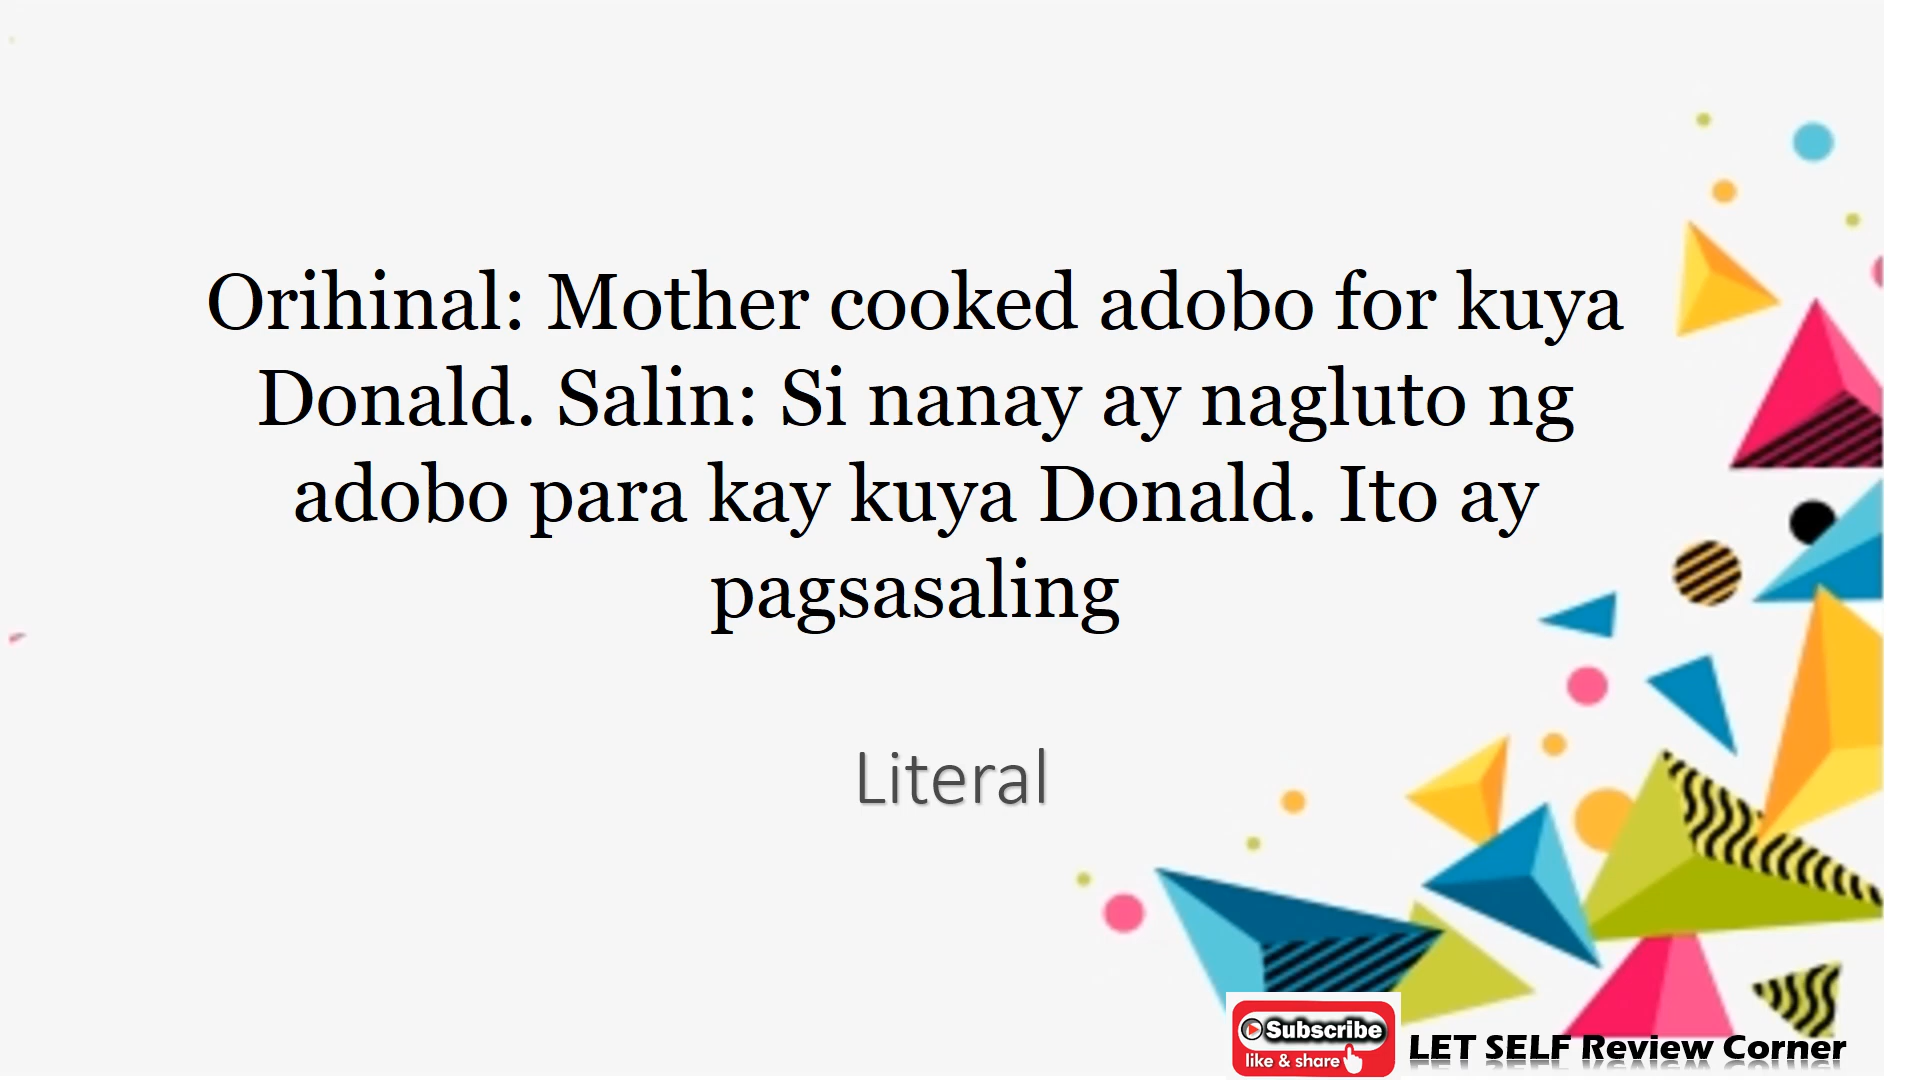 Orihinal: Mother cooked adobo for kuya
Donald. Salin: Si nanay ay nagluto ng
adobo para kay kuya Donald. Ito ay
pagsasaling
Literal
Subscribe
like & share
LET SELF Review Corner